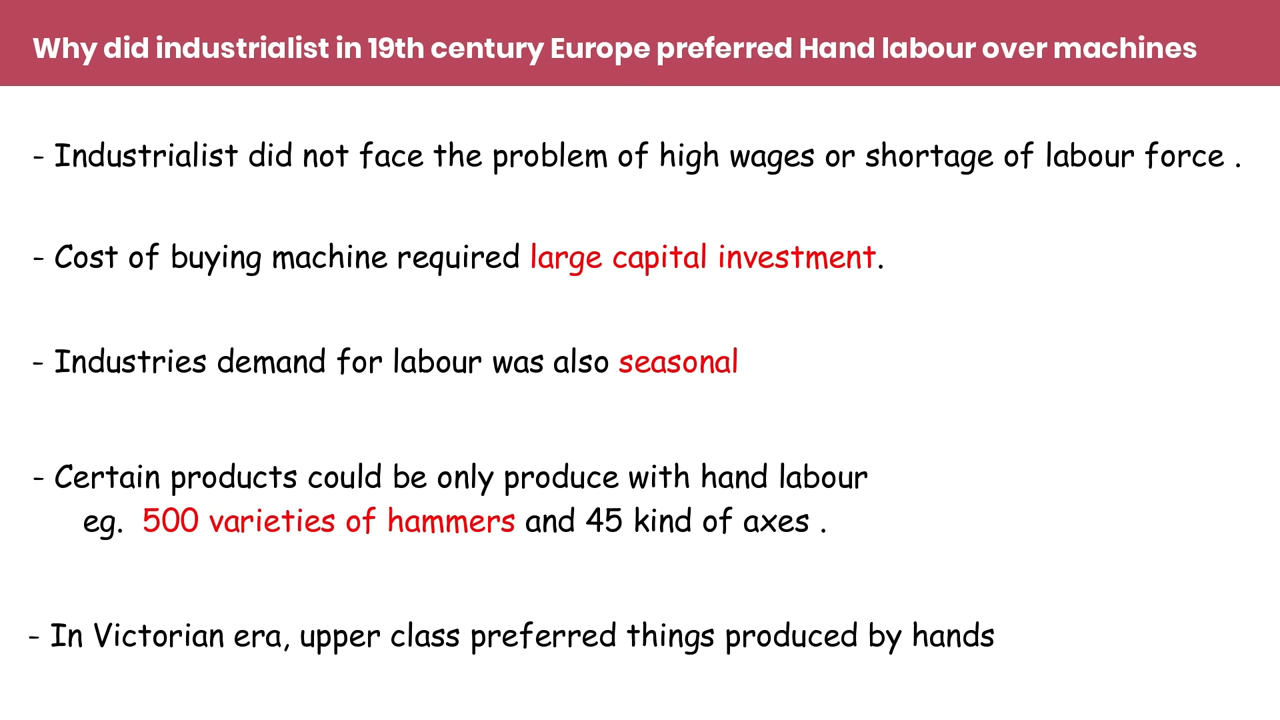 Why did industrialist in 19th century Europe preferred Hand labour over machines
- Industrialist did not face the problem of high wages or shortage of labour force .
- Cost of buying machine required large capital investment.
- Industries demand for labour was also seasonal
- Certain products could be only produce with hand labour
eg. 500 varieties of hammers and 45 kind of axes .
- In Victorian era, upper class preferred things produced by hands